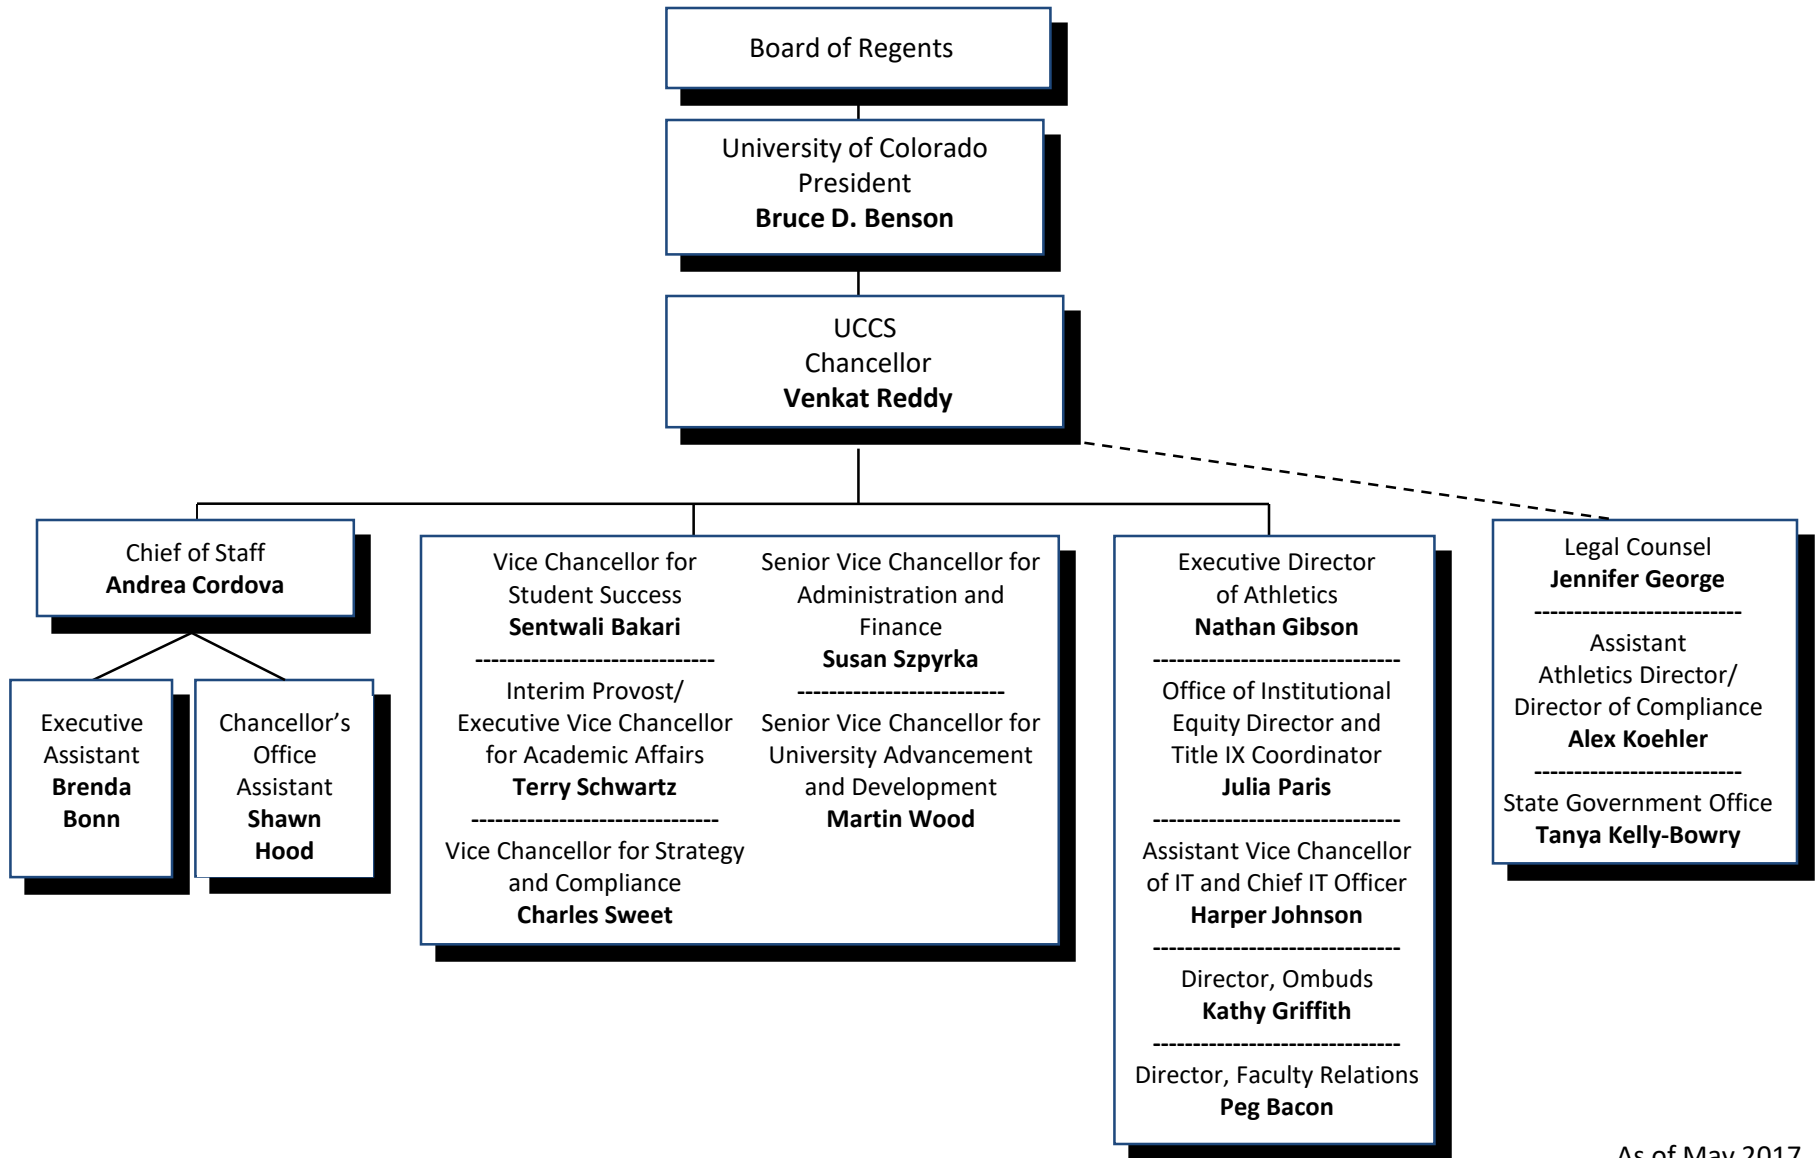 Board of Regents
University of Colorado
President
Bruce D. Benson
UCCS
Chancellor
Venkat Reddy
Chief of Staff
Andrea Cordova
Executive
Assistant
Brenda
Bonn
Chancellor’s
Office
Assistant
Shawn
Hood
Vice Chancellor for
Student Success
Sentwali Bakari
------------------------------
Interim Provost/
Executive Vice Chancellor
for Academic Affairs
Terry Schwartz
-------------------------------
Vice Chancellor for Strategy
and Compliance
Charles Sweet
Senior Vice Chancellor for
Administration and
Finance
Susan Szpyrka
--------------------------
Senior Vice Chancellor for
University Advancement
and Development
Martin Wood
Executive Director
of Athletics
Nathan Gibson
-------------------------------
Office of Institutional
Equity Director and
Title IX Coordinator
Julia Paris
-------------------------------
Assistant Vice Chancellor
of IT and Chief IT Officer
Harper Johnson
-------------------------------
Director, Ombuds
Kathy Griffith
-------------------------------
Director, Faculty Relations
Peg Bacon
Legal Counsel
Jennifer George
--------------------------
Assistant
Athletics Director/
Director of Compliance
Alex Koehler
--------------------------
State Government Office
Tanya Kelly-Bowry
As of May 2017